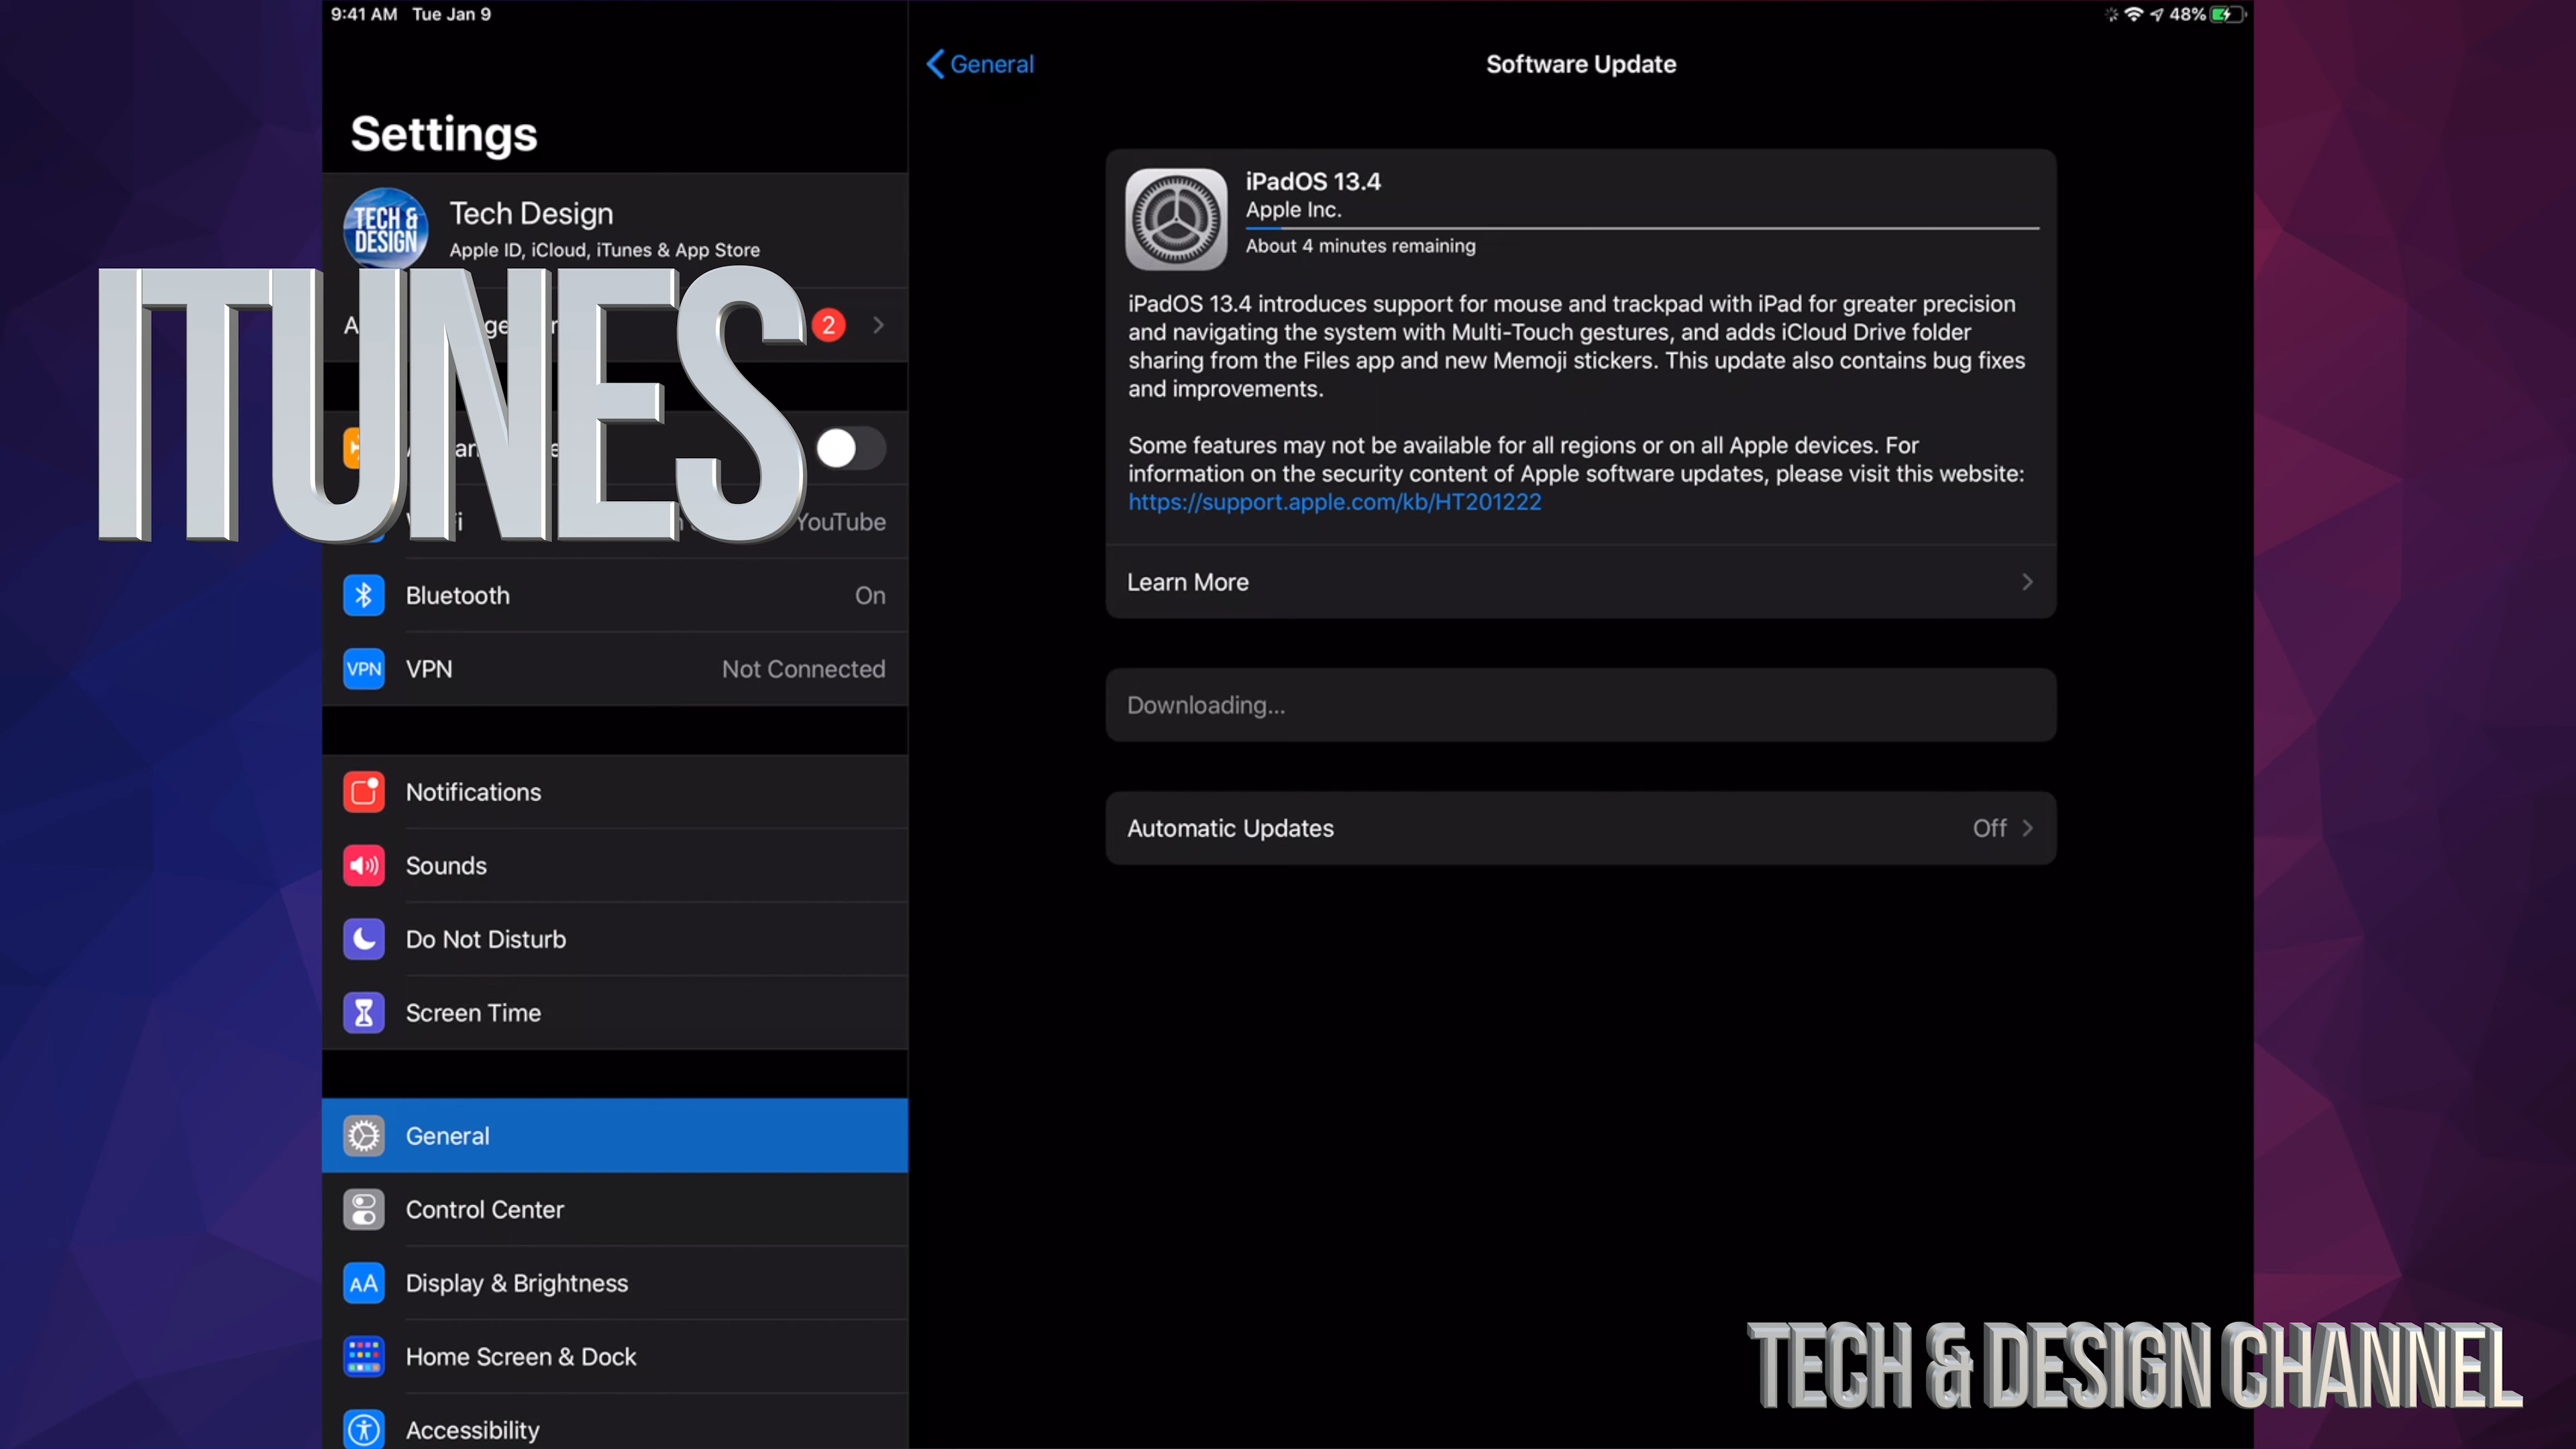 9:41 AM Tue Jan 9
48%
Settings
TECH &
DESIGN
Tech Design
Apple ID, iCloud, iTunes & App Store
ITUNES
2
YouTube
Bluetooth On
VPN VPN Not Connected
Notifications
Sounds
Do Not Disturb
Screen Time
General
Control Center
AA Display & Brightness
Home Screen & Dock
Accessibility
General
Software Update
iPadOS 13.4
Apple Inc.
About 4 minutes remaining
iPadOS 13.4 introduces support for mouse and trackpad with iPad for greater precision
and navigating the system with Multi-Touch gestures, and adds iCloud Drive folder
sharing from the Files app and new Memoji stickers. This update also contains bug fixes
and improvements.
Some features may not be available for all regions or on all Apple devices. For
information on the security content of Apple software updates, please visit this website:
https://support.apple.com/kb/HT201222
Learn More
Downloading...
Automatic Updates Off
TECH & DESIGN CHANNEL